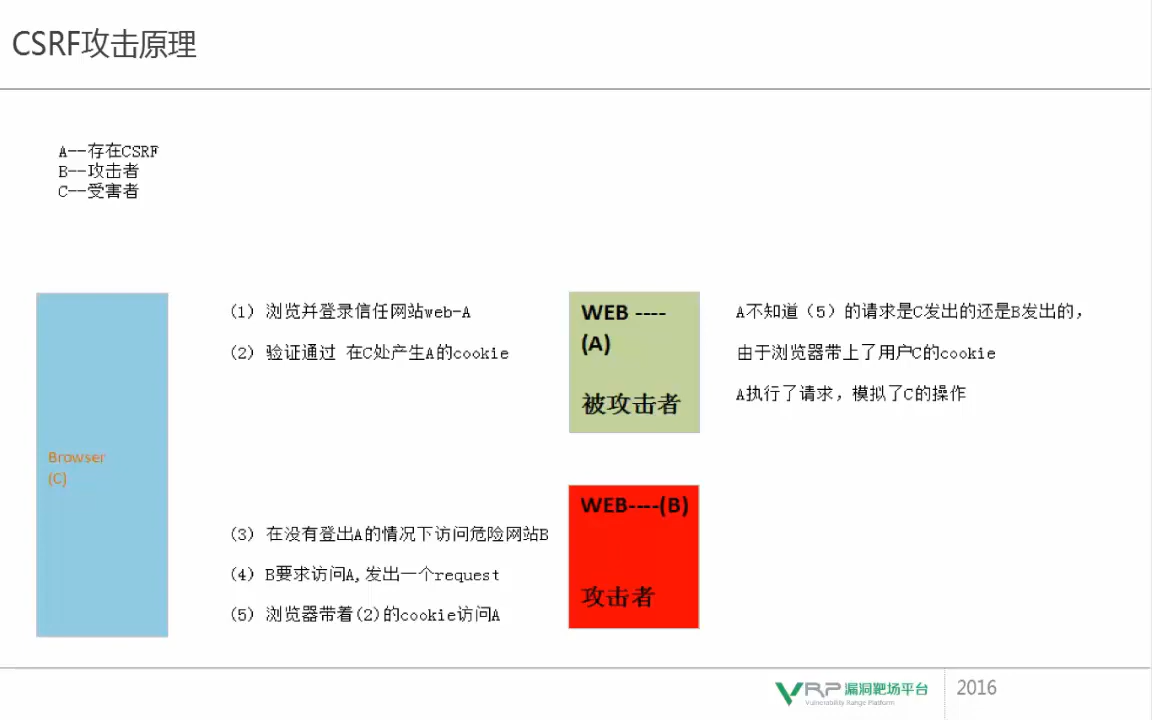 CSRF攻击原理
A--存在CSRF
B--攻击者
C--受害者
(1) 浏览并登录信任网站web-A
(2) 验证通过 在C处产生A的cookie
WEB ----
(A)
被攻击者
A不知道（5）的请求是C发出的还是B发出的，
由于浏览器带上了用户C的cookie
A执行了请求，模拟了C的操作
Browser
(C)
(3) 在没有登出A的情况下访问危险网站B
(4) B要求访问A,发出一个request
(5) 浏览器带着(2)的cookie访问A
WEB----(B)
攻击者
VRP 漏洞靶场平台
Vulnerability Range Platform
2016